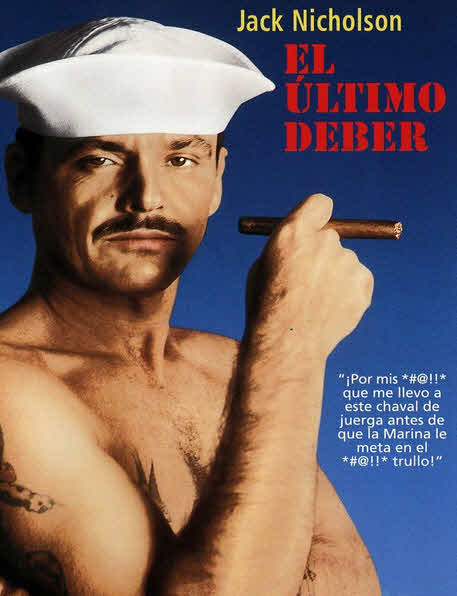 Jack Nicholson
EL
ÚLTIMO
DEBER
“¡Por mis *#@!!*
que me llevo a
este chaval de
juerga antes de
que la Marina le
meta en el
*#@!!* trullo!”